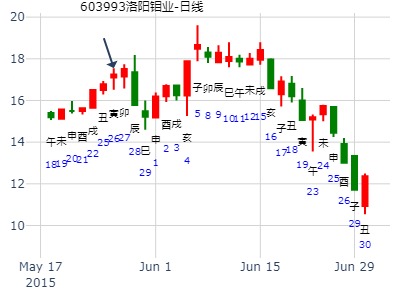 603993洛阳钼业-日线
20
18
16
14
12
10
午 未 申 酉 戌 丑 寅 卯 辰 巳 申 酉 戌 亥 子 卯 辰 巳 午 未 戌 亥 子 丑 寅 午 未 申 酉 子 丑
18 19 20 21 22 25 26 27 28 29 1 2 3 4 5 8 9 10 11 12 15 16 17 18 19 23 24 25 26 29 30
May 17 Jun 1 Jun 15 Jun 29
2015